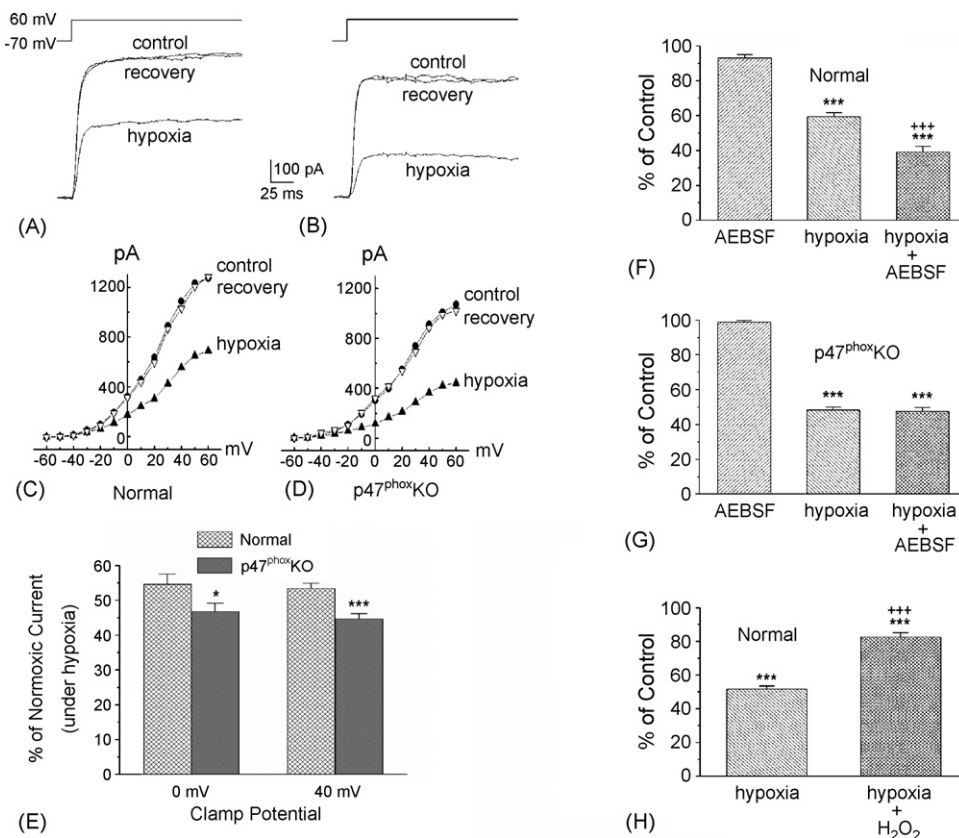 60 mV
-70 mV
control
recovery
hypoxia
(A)
control
recovery
hypoxia
100 pA
25 ms
(B)
pA
1200
800
400
0
-60 -40 -20 0 20 40 60
mV
control
recovery
hypoxia
(C)
Normal
pA
1200
800
400
0
-60 -40 -20 0 20 40 60
mV
control
recovery
hypoxia
(D)
p47phoxKO
Normal
p47phoxKO
% of Normoxic Current
(under hypoxia)
60
50
40
30
20
10
0
*
***
0 mV
40 mV
Clamp Potential
(E)
% of Control
100
80
60
40
20
0
Normal
***
+++
***
AEBSF
hypoxia
hypoxia
+
AEBSF
(F)
% of Control
100
80
60
40
20
0
p47phoxKO
***
***
AEBSF
hypoxia
hypoxia
+
AEBSF
(G)
% of Control
100
80
60
40
20
0
Normal
***
+++
***
hypoxia
hypoxia
+
H2O2
(H)